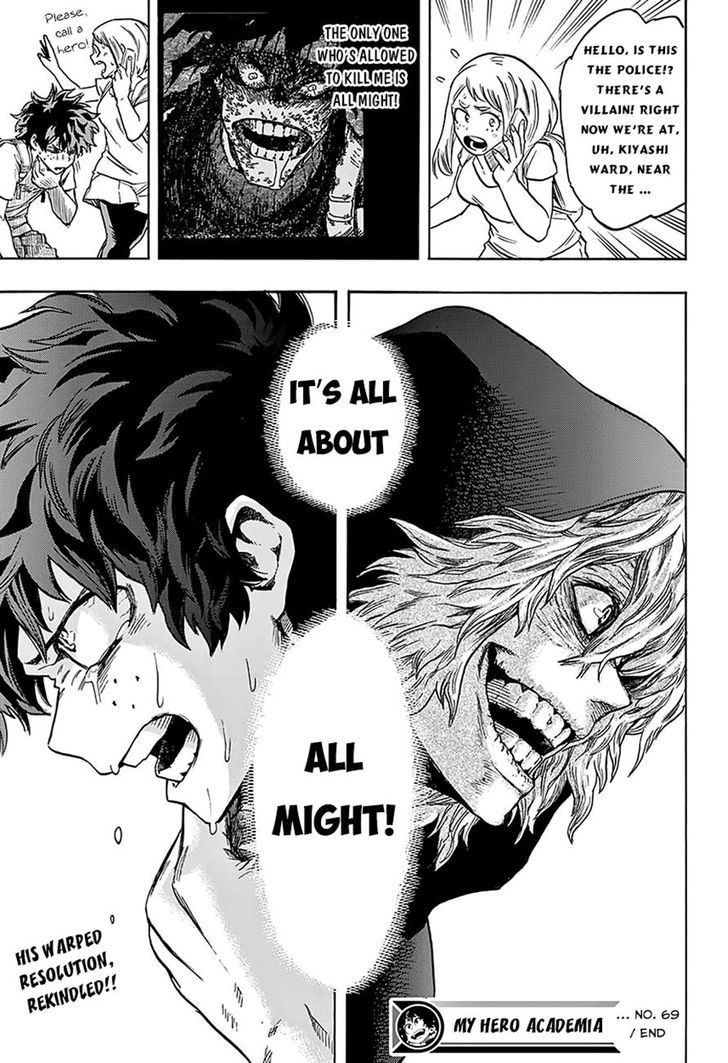 HELLO, IS THIS
THE POLICE!?
THERE'S A
VILLAIN! RIGHT
NOW WE'RE AT,
UH, KIYASHI
WARD, NEAR
THE ...
THE ONLY ONE
WHO'S ALLOWED
TO KILL ME IS
ALL MIGHT!
Please,
call a
hero!
IT'S ALL
ABOUT
ALL
MIGHT!
HIS WARPED
RESOLUTION,
REKINDLED!!
MY HERO ACADEMIA
... NO. 69
/ END